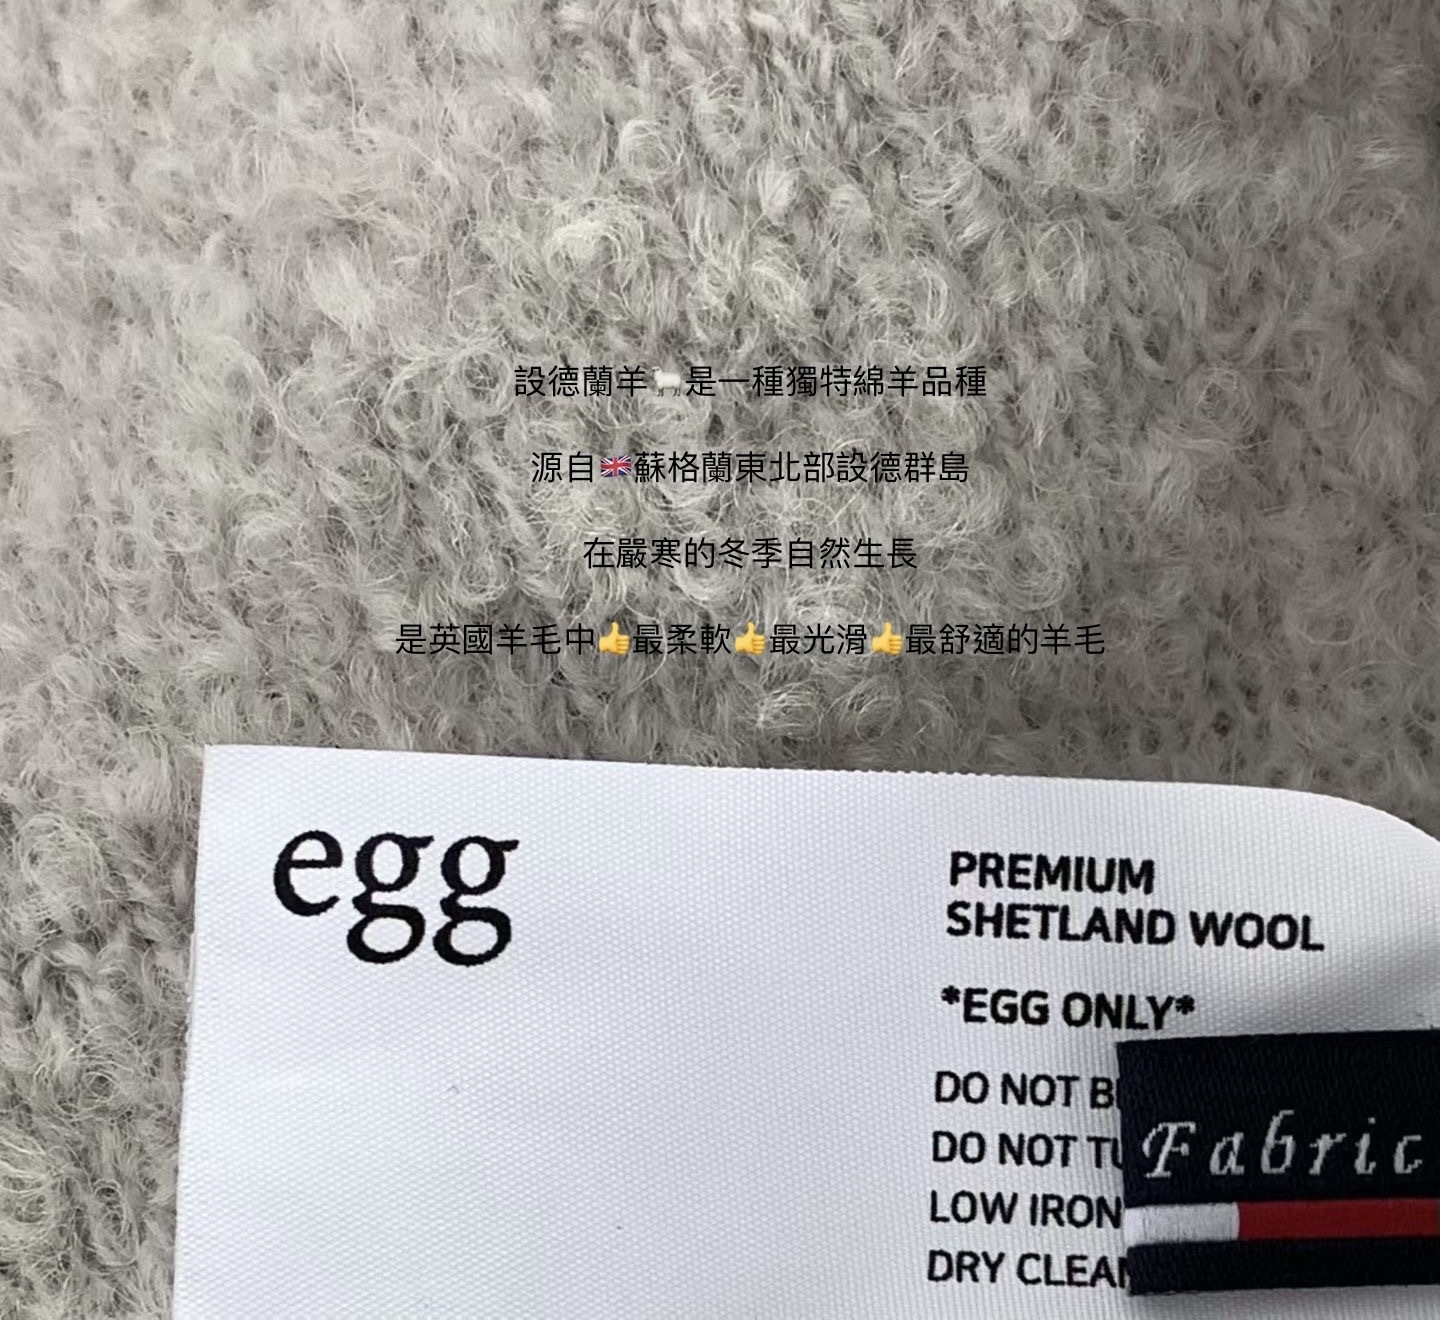 設德蘭羊🐑是一種獨特綿羊品種
源自🇬🇧蘇格蘭東北部設德群島
在嚴寒的冬季自然生長
是英國羊毛中👍最柔軟👍最光滑👍最舒適的羊毛
egg
PREMIUM
SHETLAND WOOL
*EGG ONLY*
DO NOT
DO NOT
LOW IRON
DRY
Fabric